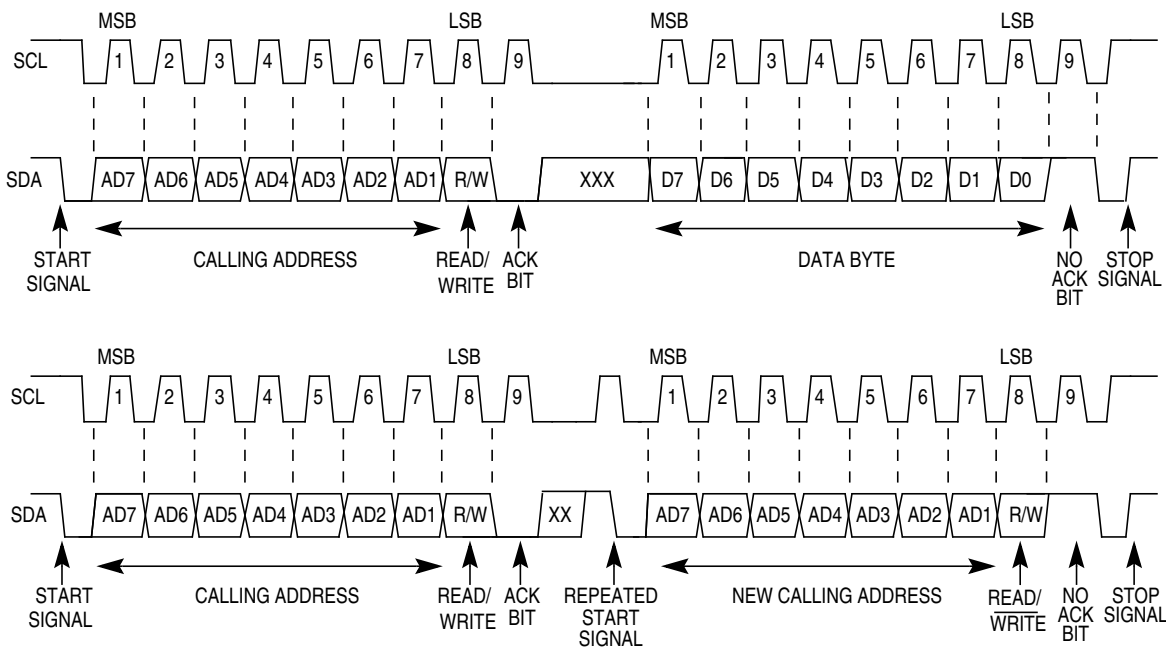 MSB LSB MSB LSB
SCL 1 2 3 4 5 6 7 8 9 1 2 3 4 5 6 7 8 9
SDA AD7 AD6 AD5 AD4 AD3 AD2 AD1 R/W XXX D7 D6 D5 D4 D3 D2 D1 D0
START
SIGNAL
CALLING ADDRESS
READ/
WRITE
ACK
BIT
DATA BYTE
NO
ACK
BIT
STOP
SIGNAL
MSB LSB MSB LSB
SCL 1 2 3 4 5 6 7 8 9 1 2 3 4 5 6 7 8 9
SDA AD7 AD6 AD5 AD4 AD3 AD2 AD1 R/W XX AD7 AD6 AD5 AD4 AD3 AD2 AD1 R/W
START
SIGNAL
CALLING ADDRESS
READ/
WRITE
ACK
BIT
REPEATED
START
SIGNAL
NEW CALLING ADDRESS
READ/
WRITE
NO
ACK
BIT
STOP
SIGNAL